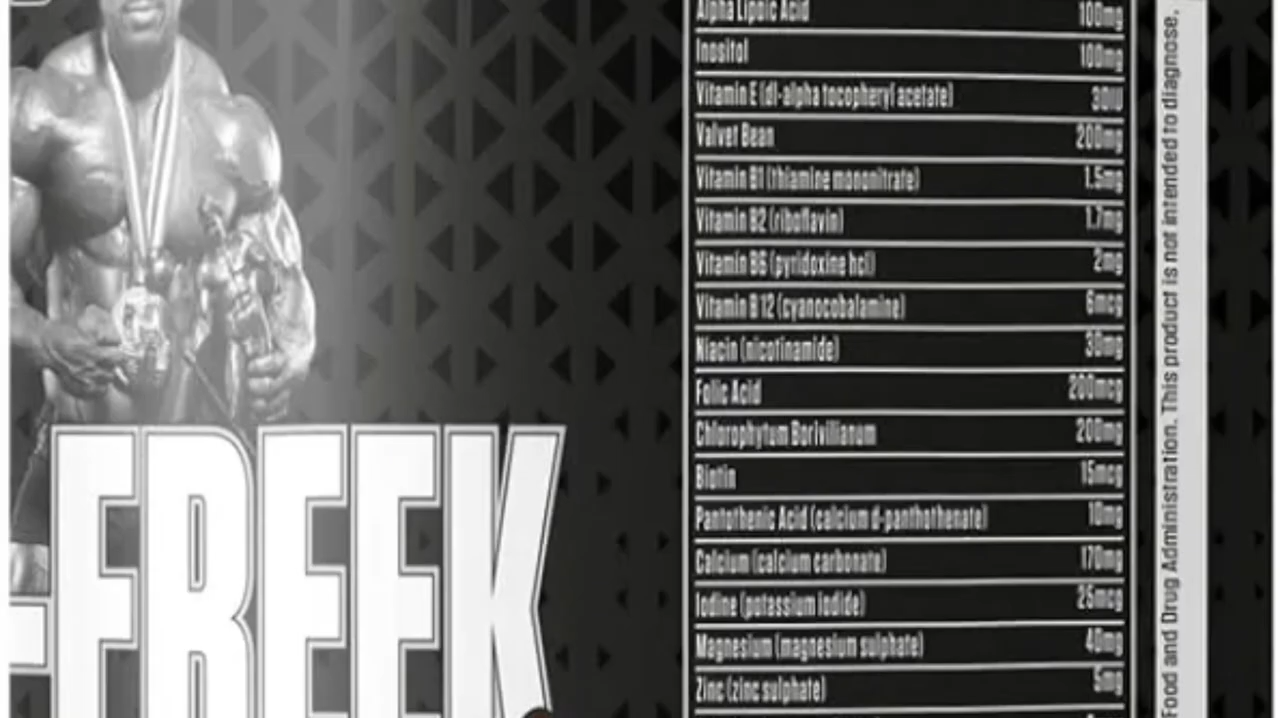 -FREEK
Alpha Lipoic Acid 100mg
Inositol 100mg
Vitamin E (dl-alpha tocopheryl acetate) 30IU
Valvet Bean 200mg
Vitamin B1 (thiamine mononitrate) 1.5mg
Vitamin B2 (riboflavin) 1.7mg
Vitamin B6 (pyridoxine hcl) 2mg
Vitamin B 12 (cyanocobalamine) 6mcg
Niacin (nicotinamide) 30mg
Folic Acid 200mcg
Chlorophytum Borivilianum 200mg
Biotin 15mcg
Pantothenic Acid (calcium d-panthothenate) 10mg
Calcium (calcium carbonate) 170mg
Iodine (potassium iodide) 25mcg
Magnesium (magnesium sulphate) 40mg
Zinc (zinc sulphate) 5mg
Food and Drug Administration. This product is not intended to diagnose,